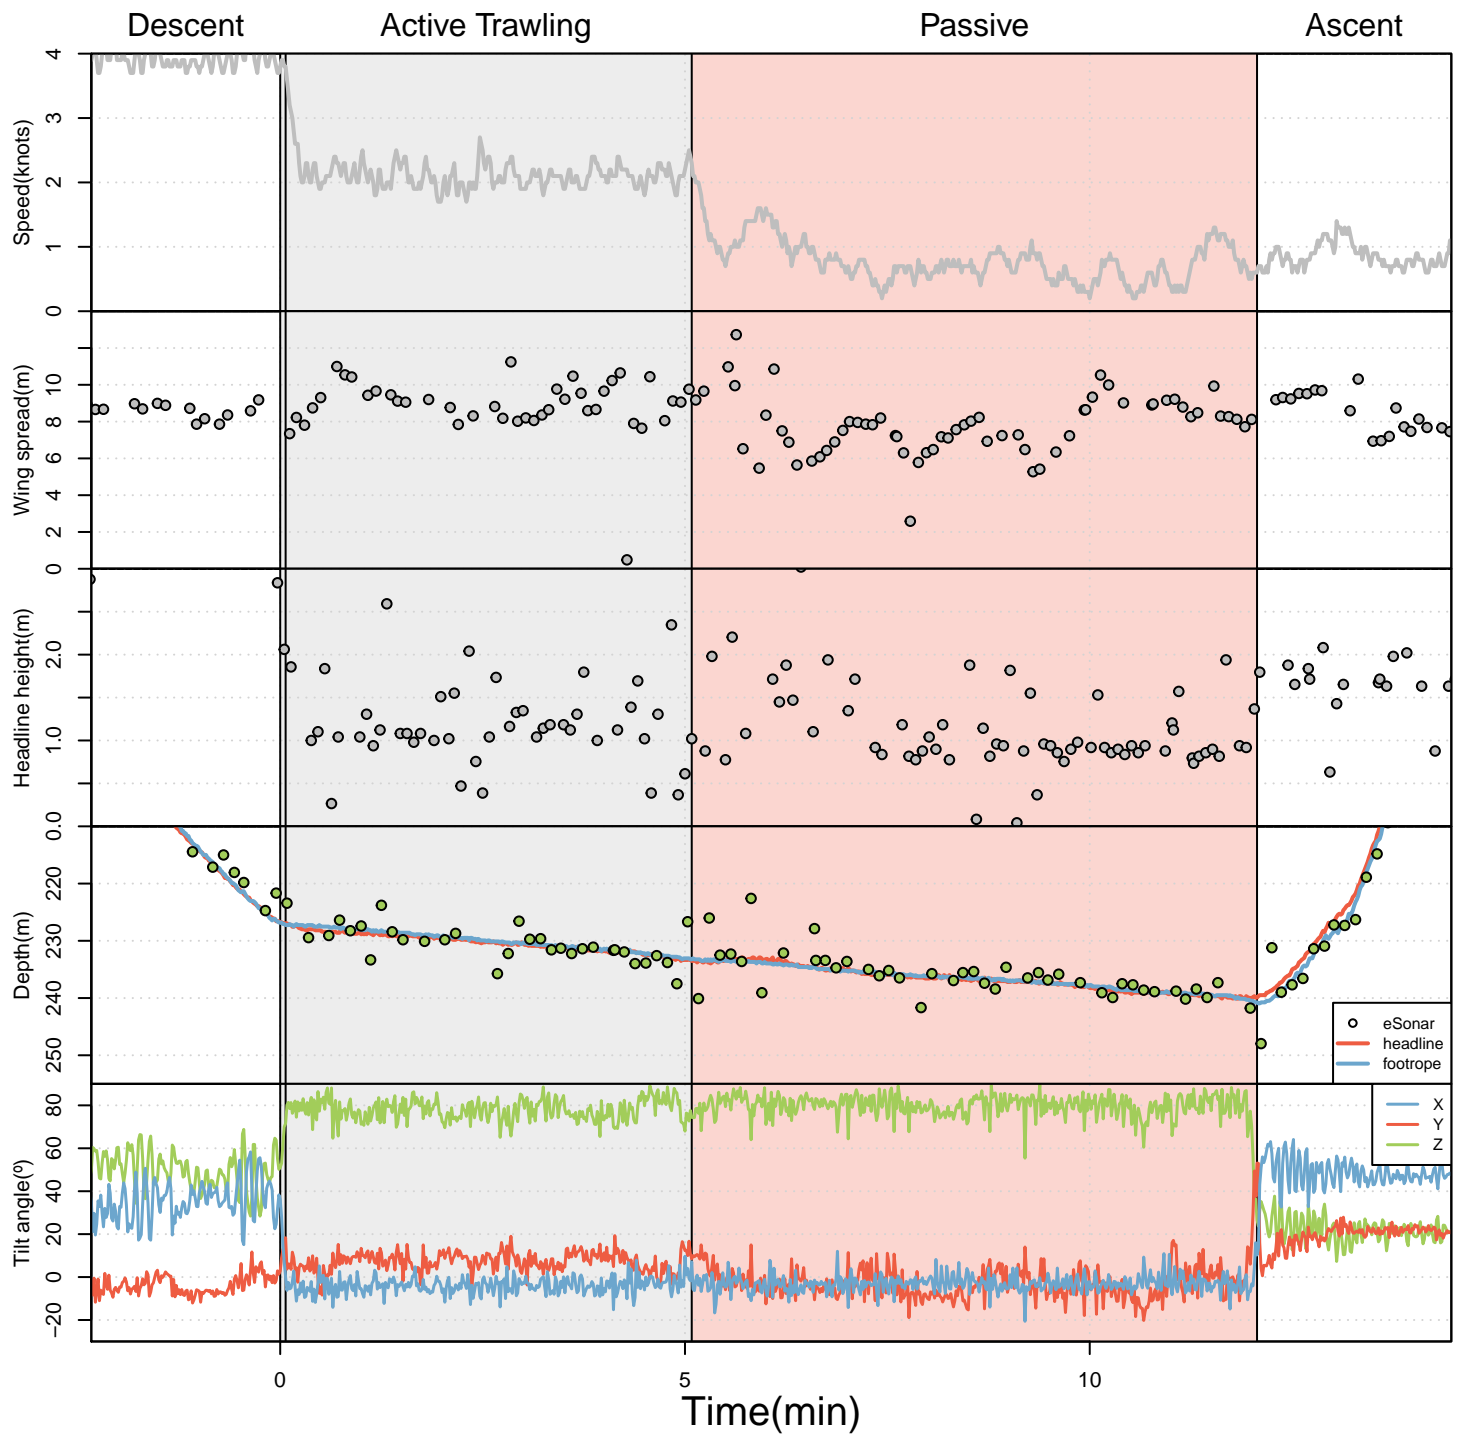 Descent Active Trawling Passive Ascent
Speed(knots)
4
3
2
1
0
Wing spread(m)
10
8
6
4
2
0
Headline height(m)
2.0
1.0
0.0
Depth(m)
220
230
240
250
eSonar
headline
footrope
Tilt angle(º)
80
60
40
20
0
−20
X
Y
Z
0 5 10
Time(min)